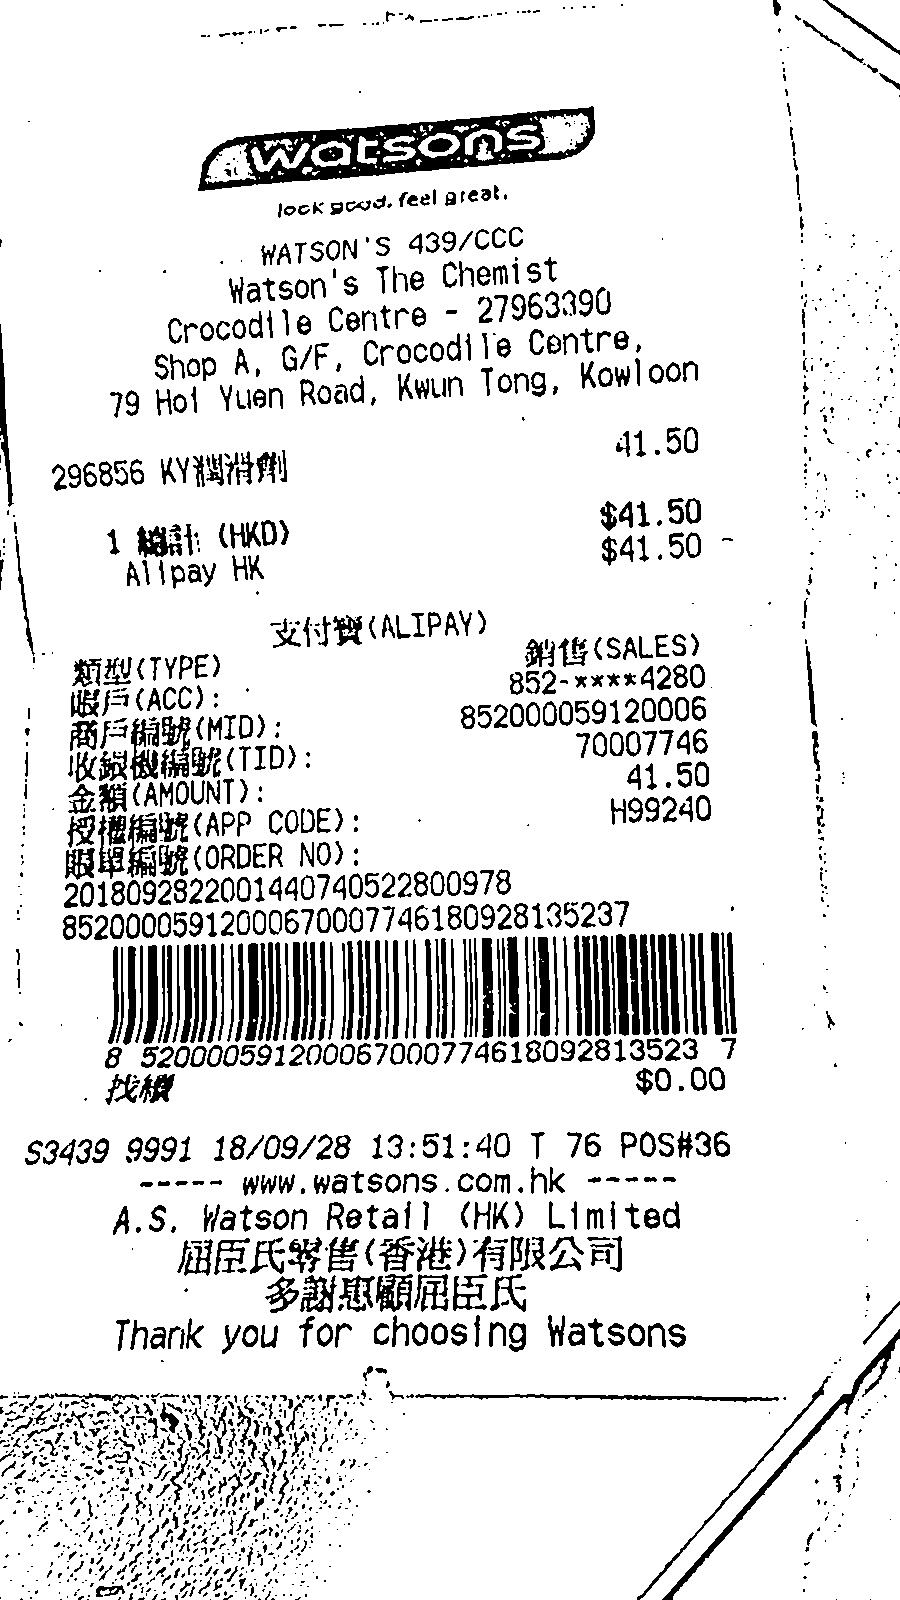 watsons
look good. feel great.
WATSON'S 439/CCC
Watson's The Chemist
Crocodile Centre - 27963390
Shop A, G/F, Crocodile Centre,
79 Hoi Yuen Road, Kwun Tong, Kowloon
296856 KY潤滑劑 41.50
1 總計 (HKD) $41.50
Alipay HK $41.50 -
支付寶(ALIPAY)
類型(TYPE) 銷售(SALES)
賬戶(ACC): 852-****4280
商戶編號(MID): 852000059120006
收銀機編號(TID): 70007746
金額(AMOUNT): 41.50
授權編號(APP CODE): H99240
賬單編號(ORDER NO):
2018092822001440740522800978
85200005912000670007746180928135237
8 520000591200067000774618092813523 7
找續 $0.00
S3439 9991 18/09/28 13:51:40 T 76 POS#36
----- www.watsons.com.hk -----
A.S. Watson Retail (HK) Limited
屈臣氏零售(香港)有限公司
多謝惠顧屈臣氏
Thank you for choosing Watsons